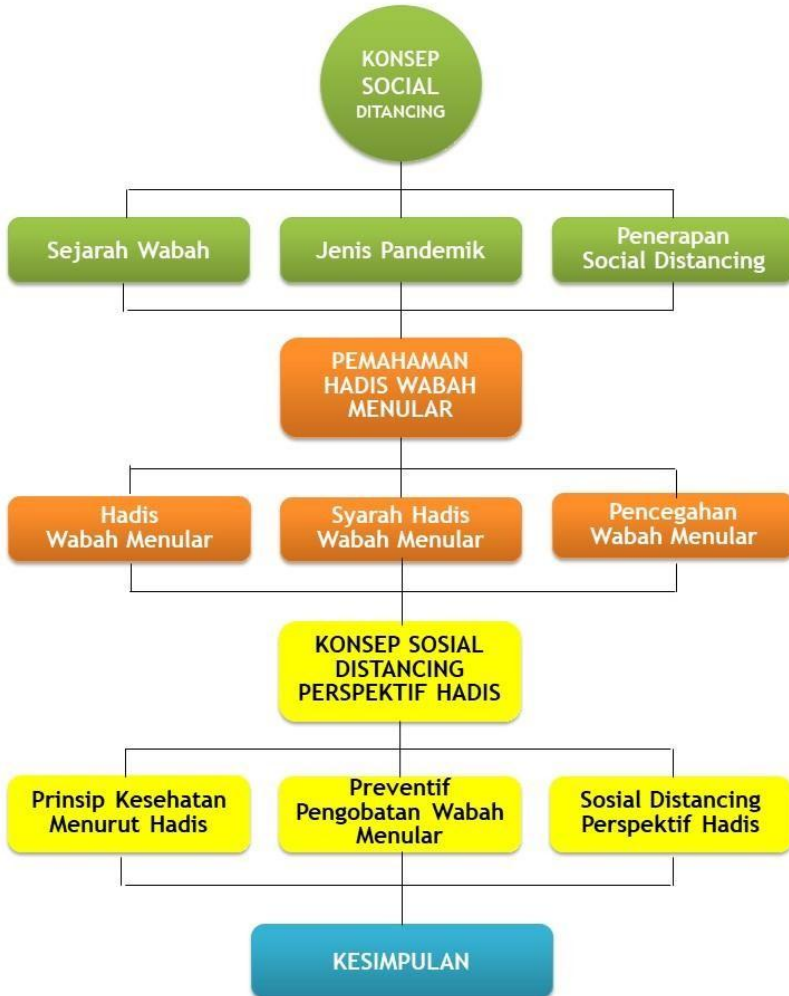 KONSEP
SOCIAL
DITANCING
Sejarah Wabah
Jenis Pandemik
Penerapan
Social Distancing
PEMAHAMAN
HADIS WABAH
MENULAR
Hadis
Wabah Menular
Syarah Hadis
Wabah Menular
Pencegahan
Wabah Menular
KONSEP SOSIAL
DISTANCING
PERSPEKTIF HADIS
Prinsip Kesehatan
Menurut Hadis
Preventif
Pengobatan Wabah
Menular
Sosial Distancing
Perspektif Hadis
KESIMPULAN